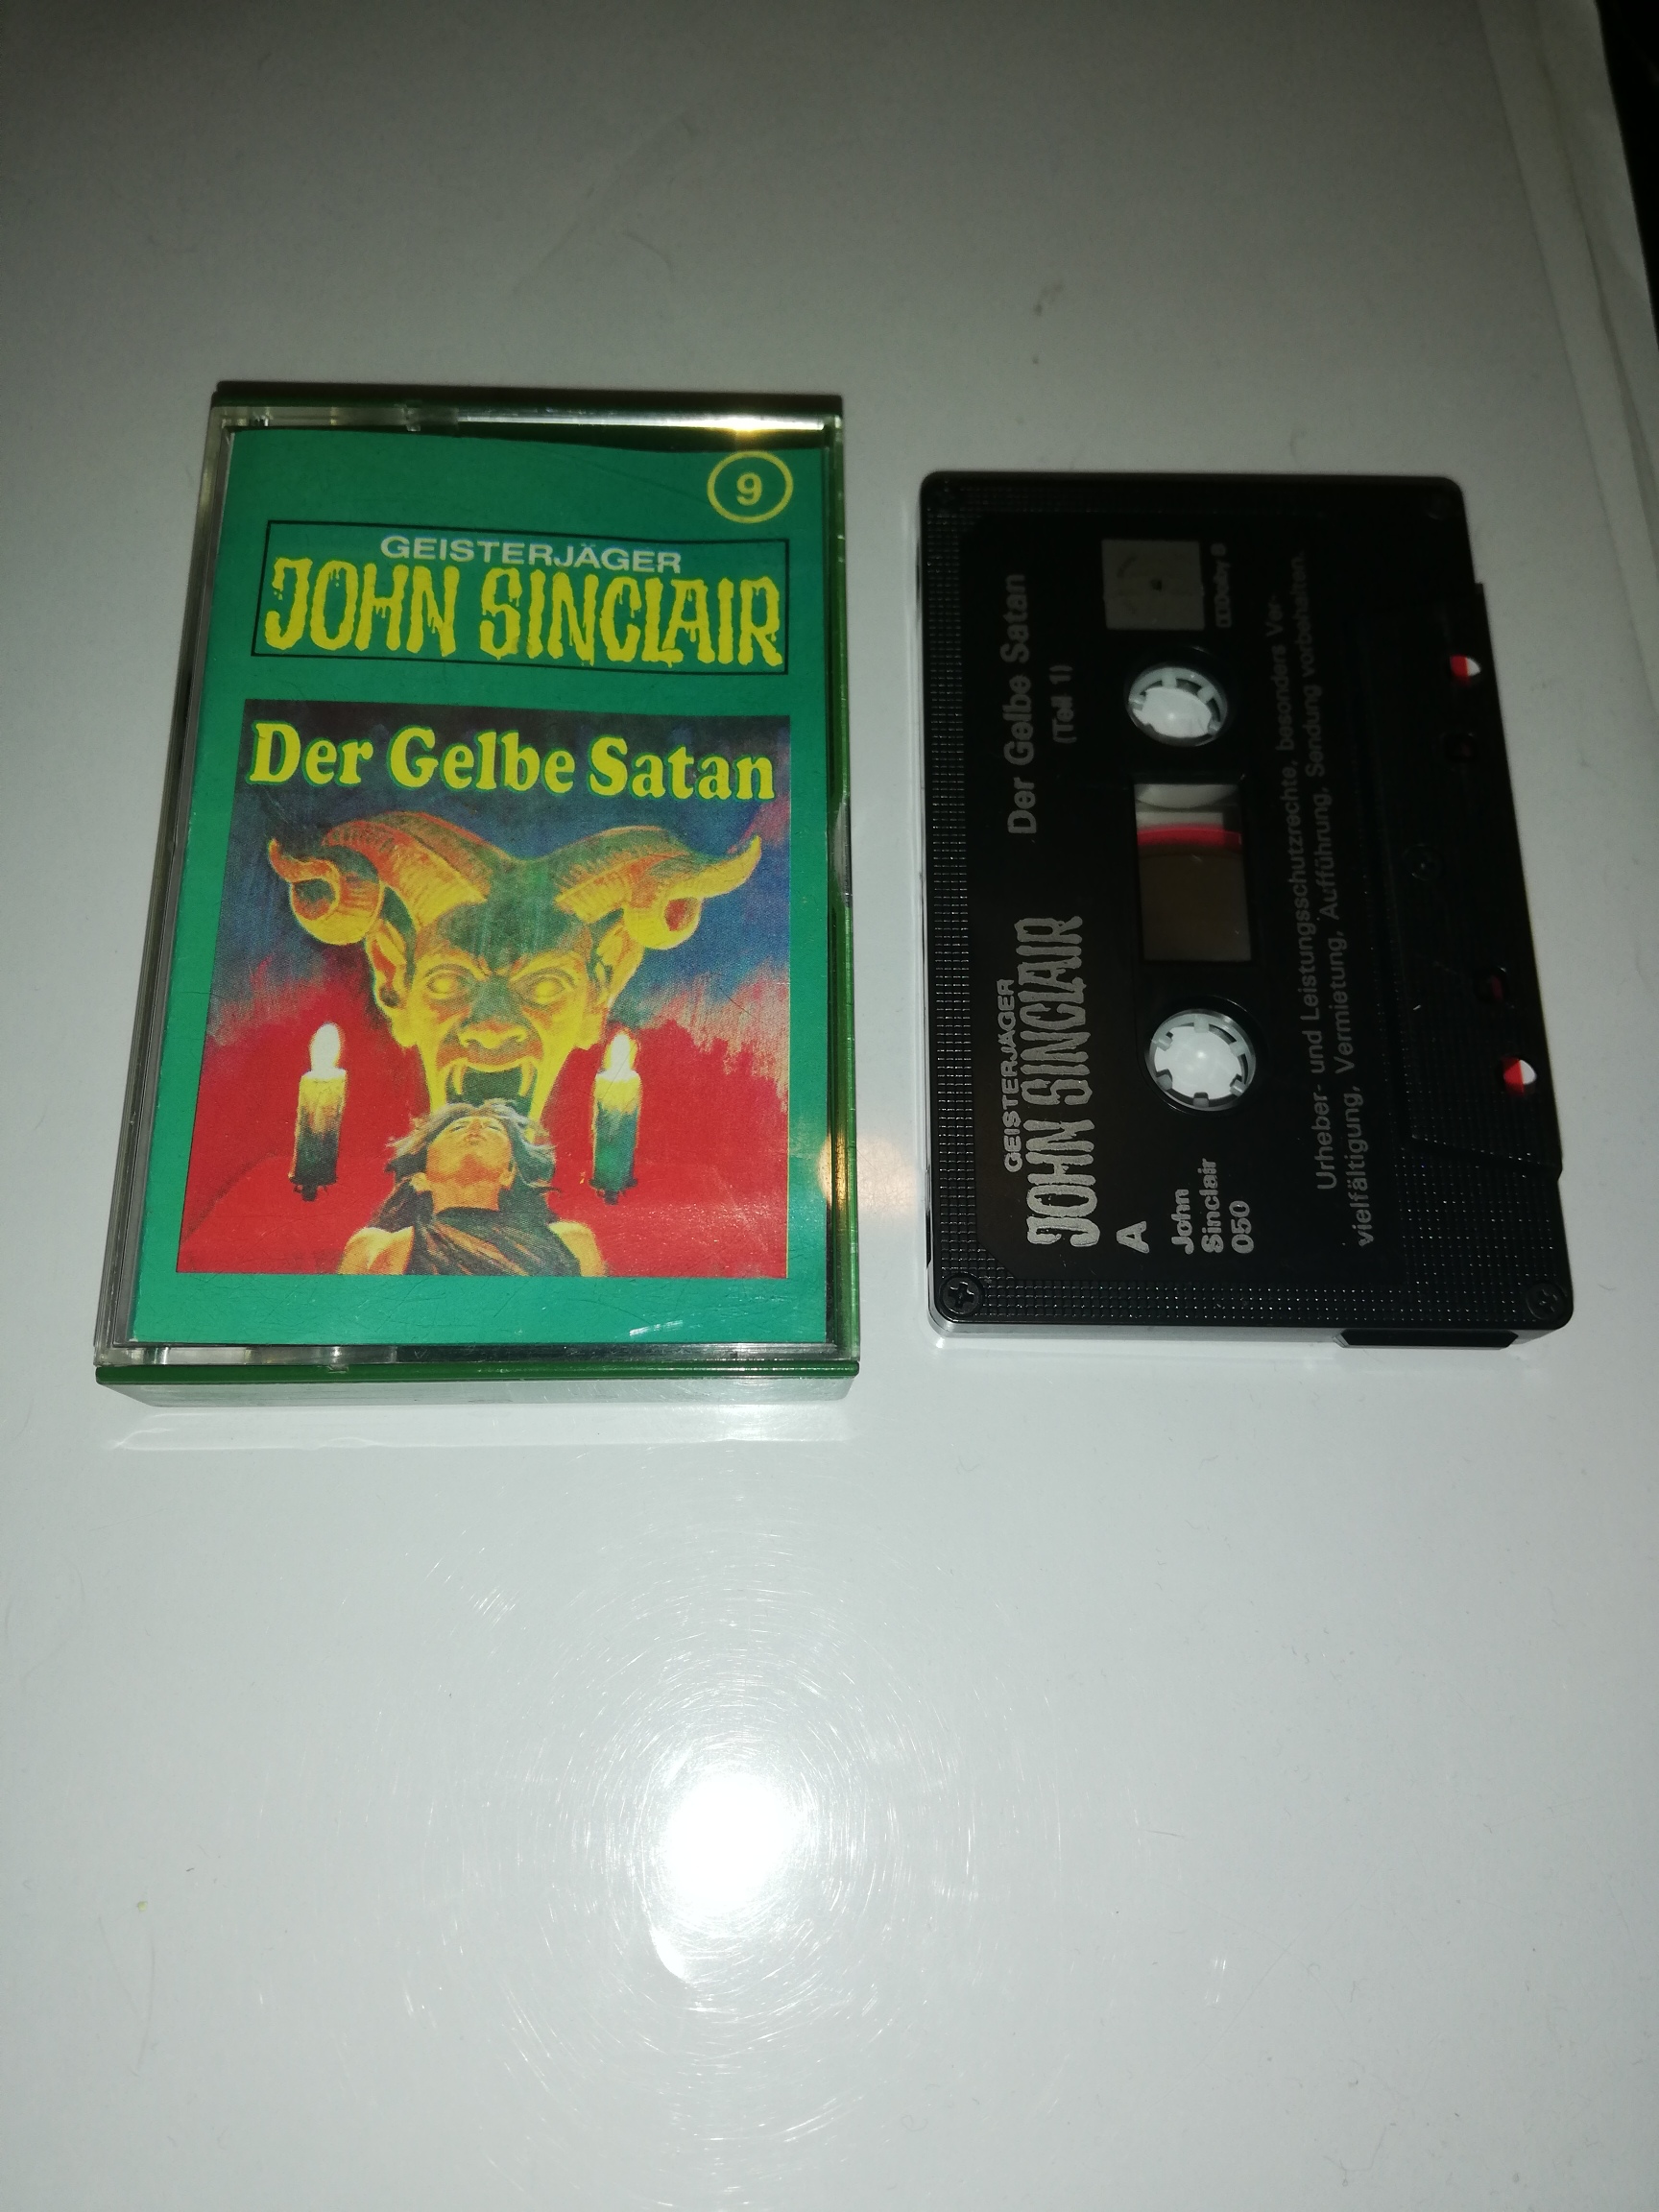 9
GEISTERJÄGER
JOHN SINCLAIR
Der Gelbe Satan
GEISTERJÄGER
JOHN SINCLAIR
Der Gelbe Satan
(Teil 1)
A
John
Sinclair
050
Dolby B
Urheber- und Leistungsschutzrechte, besonders Ver-
vielfältigung, Vermietung, Aufführung, Sendung vorbehalten.